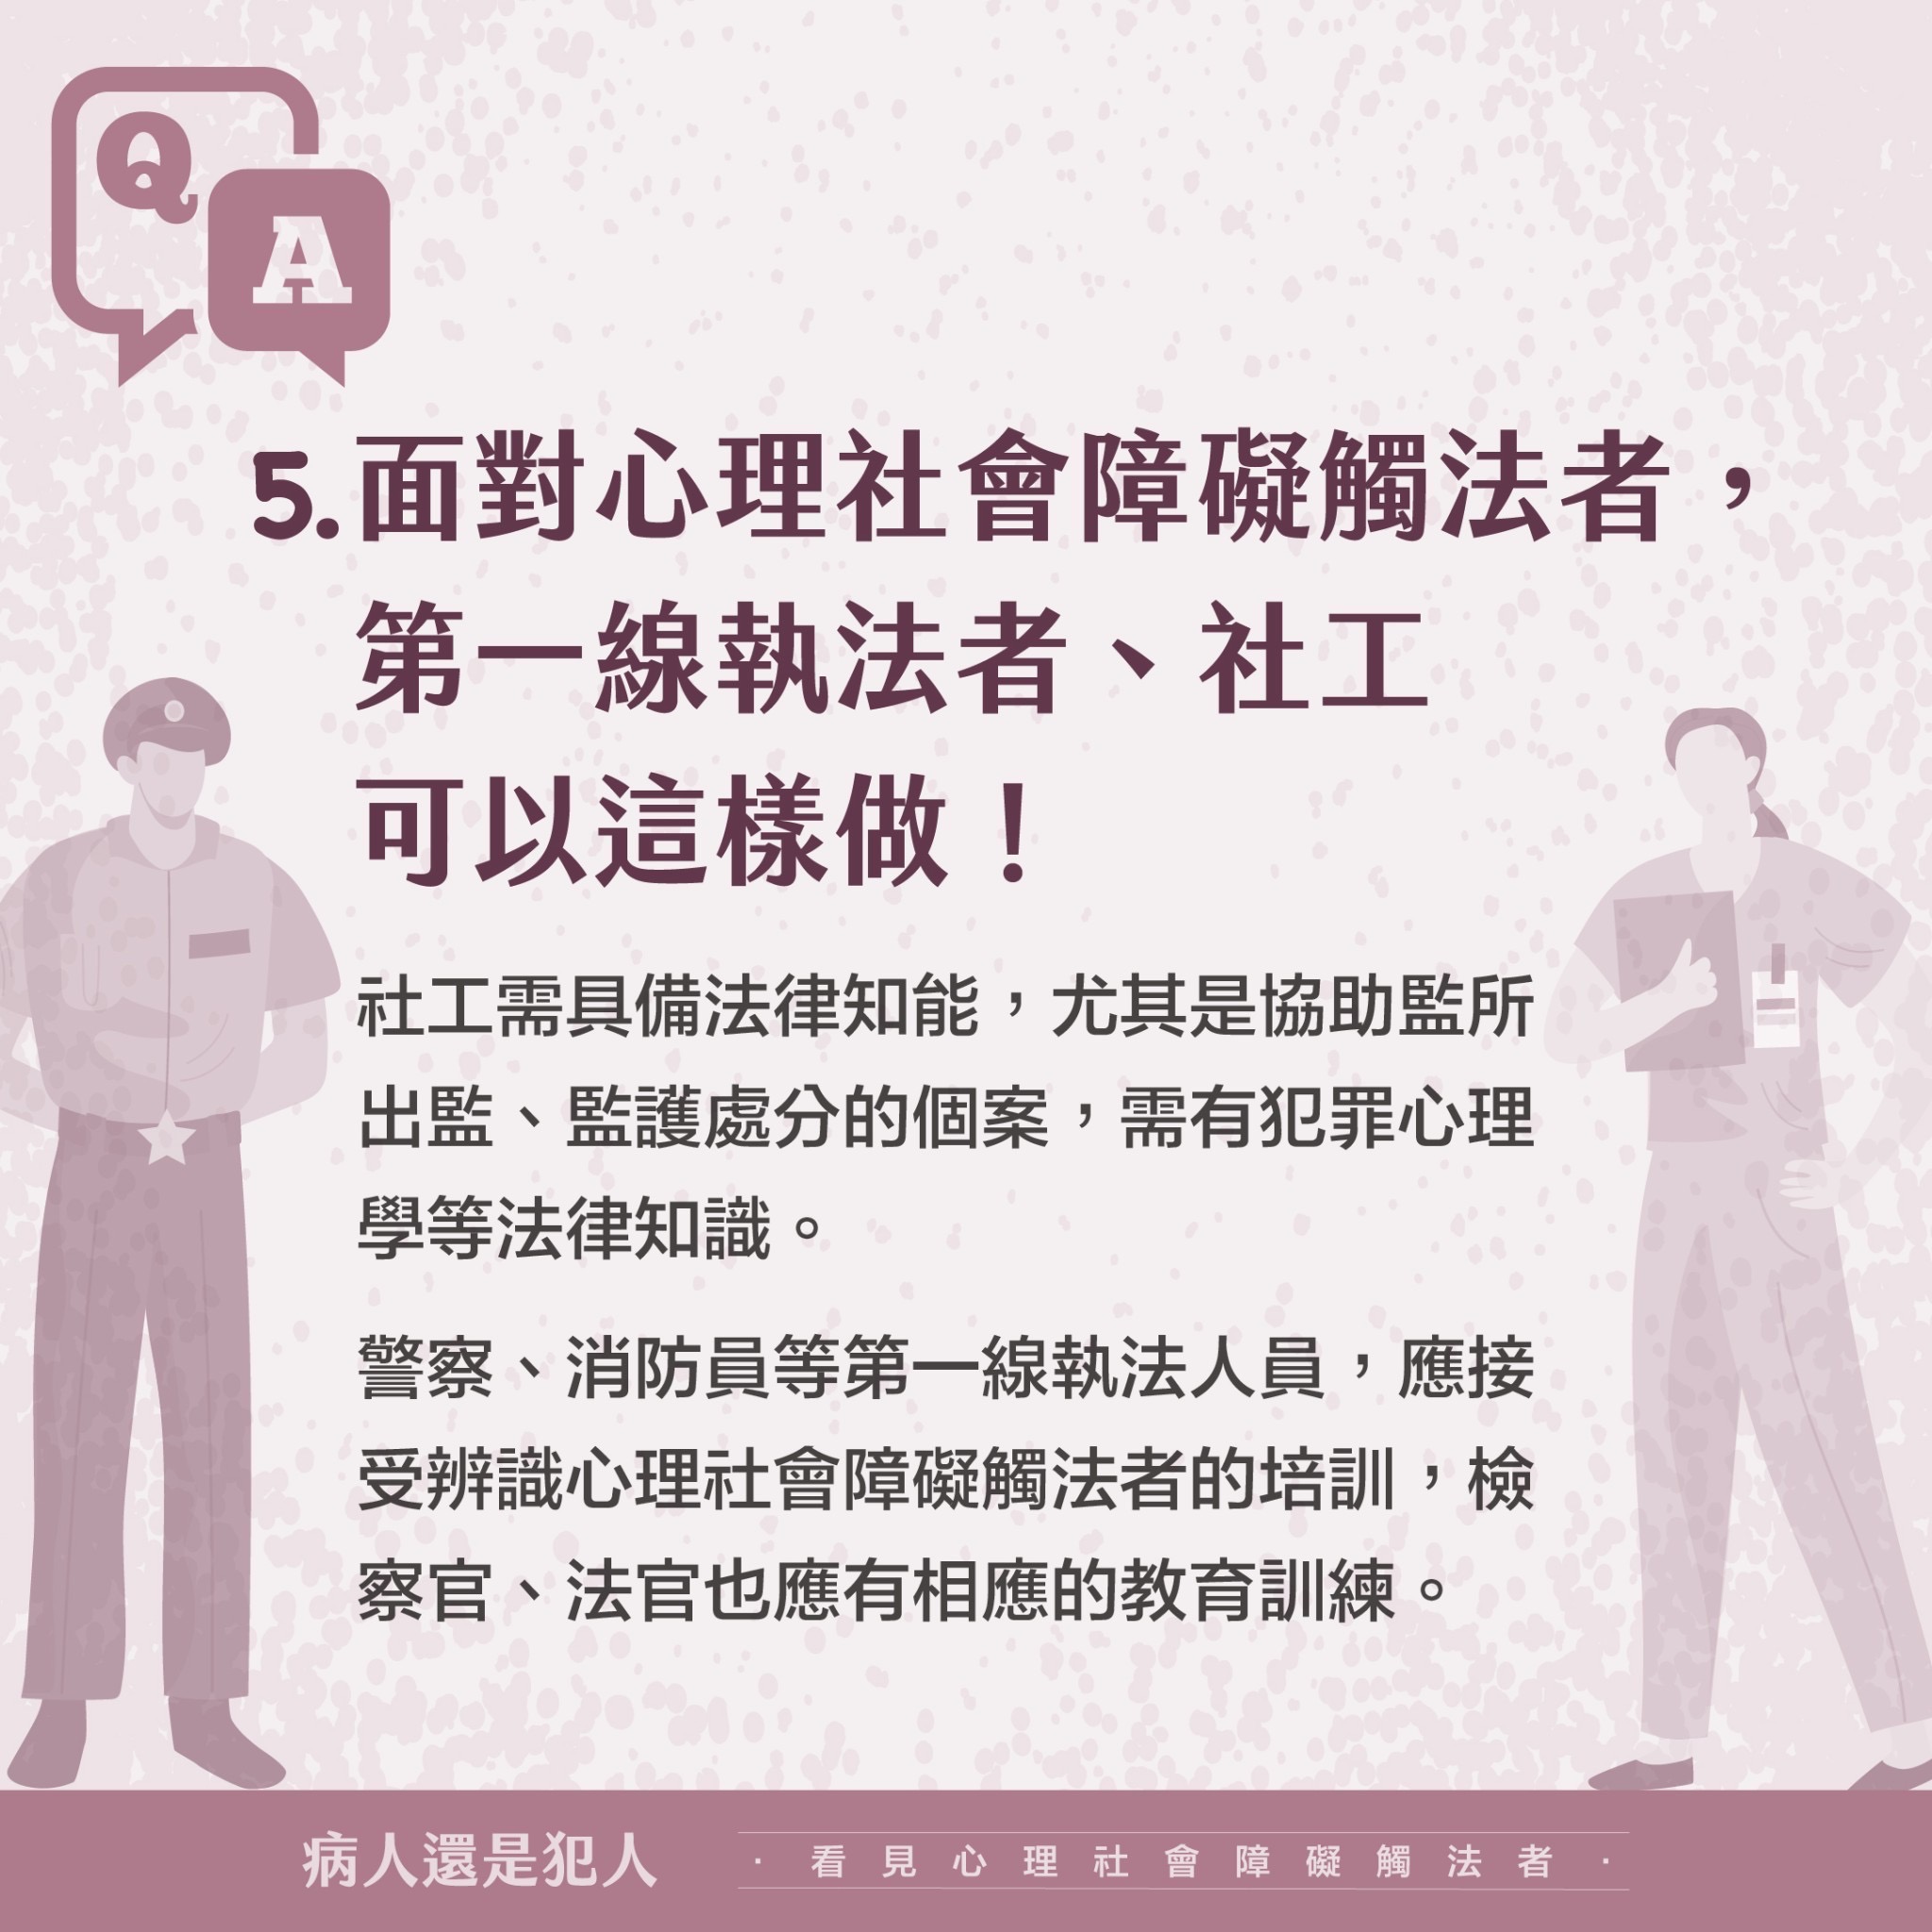 Q
A
5.面對心理社會障礙觸法者，
第一線執法者、社工
可以這樣做！
社工需具備法律知能，尤其是協助監所
出監、監護處分的個案，需有犯罪心理
學等法律知識。
警察、消防員等第一線執法人員，應接
受辨識心理社會障礙觸法者的培訓，檢
察官、法官也應有相應的教育訓練。
病人還是犯人
·看見心理社會障礙觸法者·